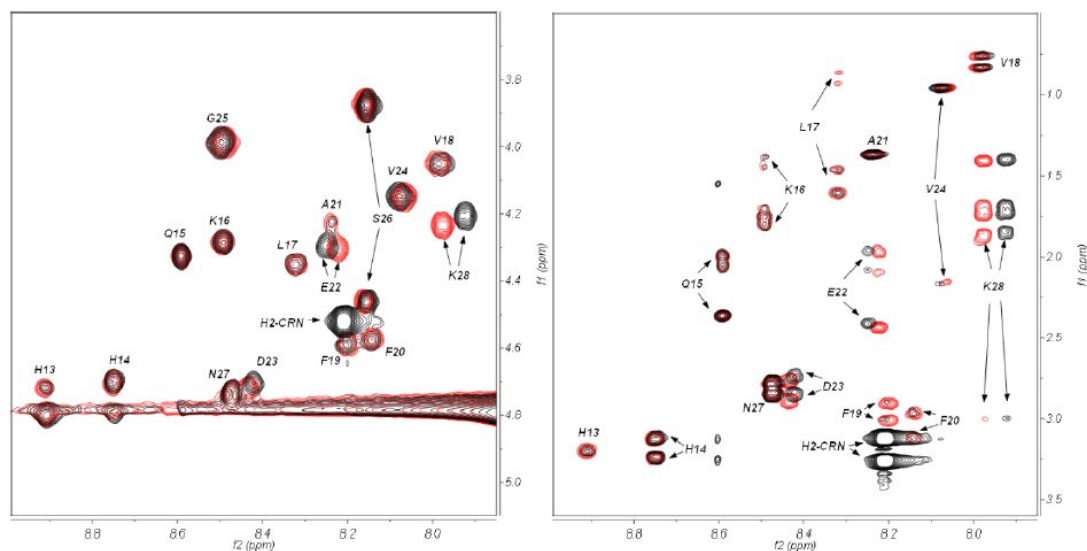 G25
V18
V24
A21
S26
Q15
K16
L17
E22
K28
H2-CRN
F19
F20
H13
H14
N27
D23
3.8
4.0
4.2
4.4
4.6
4.8
5.0
f1 (ppm)
8.8
8.6
8.4
8.2
8.0
f2 (ppm)
V18
L17
A21
K16
V24
Q15
E22
K28
D23
N27
F19
F20
H2-CRN
H13
H14
1.0
1.5
2.0
2.5
3.0
3.5
f1 (ppm)
8.8
8.6
8.4
8.2
8.0
f2 (ppm)